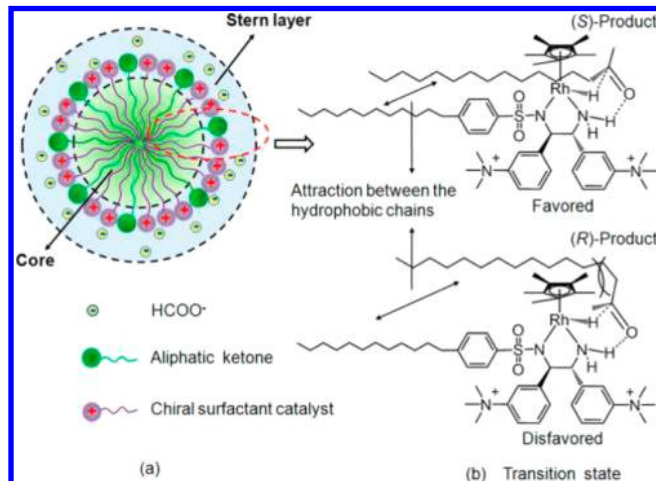 Stern layer
Core
HCOO-
Aliphatic ketone
Chiral surfactant catalyst
(a)
(S)-Product
Rh
H
O
O
S
O
N
N
H
H
N
+
N
+
Favored
Attraction between the
hydrophobic chains
(R)-Product
Rh
H
O
O
S
O
N
N
H
H
N
+
N
+
Disfavored
(b) Transition state